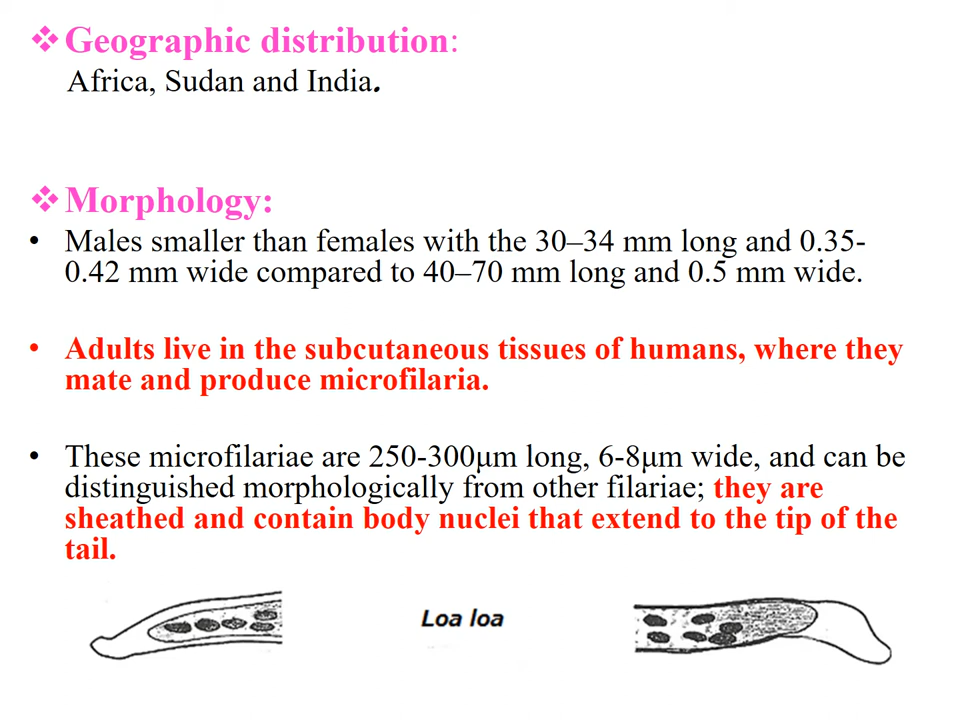 ❖ Geographic distribution:
Africa, Sudan and India.
❖ Morphology:
• Males smaller than females with the 30–34 mm long and 0.35-
0.42 mm wide compared to 40–70 mm long and 0.5 mm wide.
• Adults live in the subcutaneous tissues of humans, where they
mate and produce microfilaria.
• These microfilariae are 250-300μm long, 6-8μm wide, and can be
distinguished morphologically from other filariae; they are
sheathed and contain body nuclei that extend to the tip of the
tail.
Loa loa